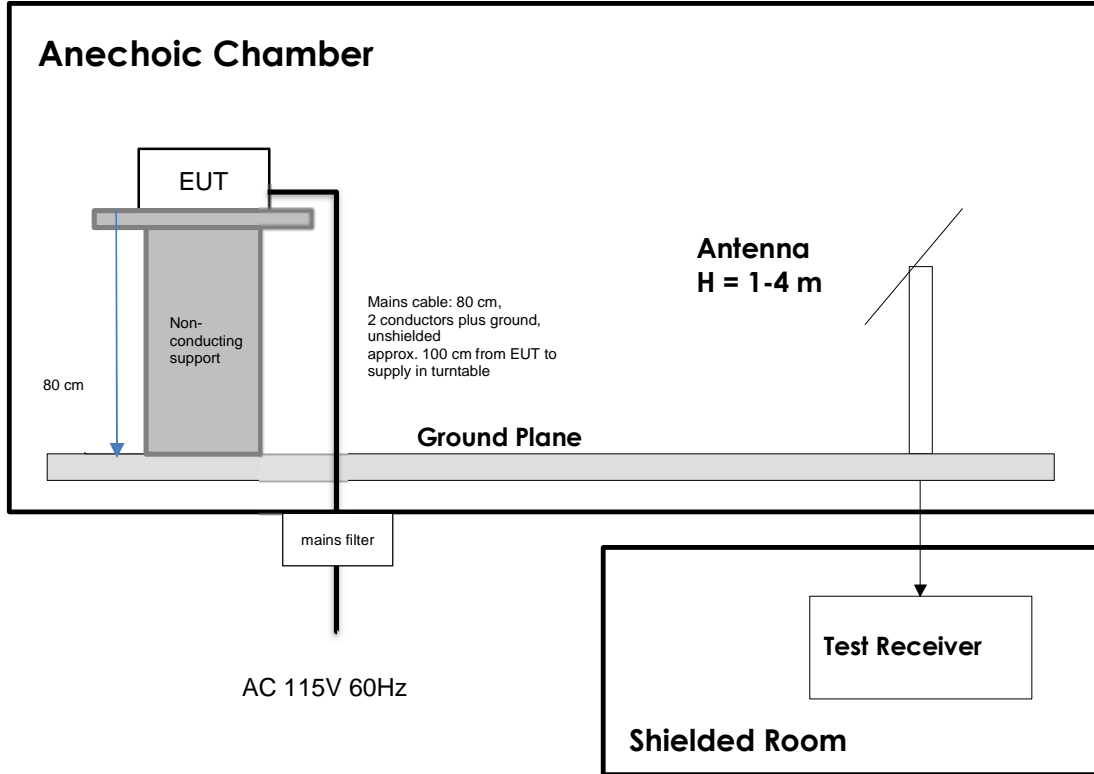 Anechoic Chamber
EUT
Antenna
H = 1-4 m
Mains cable: 80 cm,
2 conductors plus ground,
unshielded
approx. 100 cm from EUT to
supply in turntable
Non-
conducting
support
80 cm
Ground Plane
mains filter
Test Receiver
AC 115V 60Hz
Shielded Room